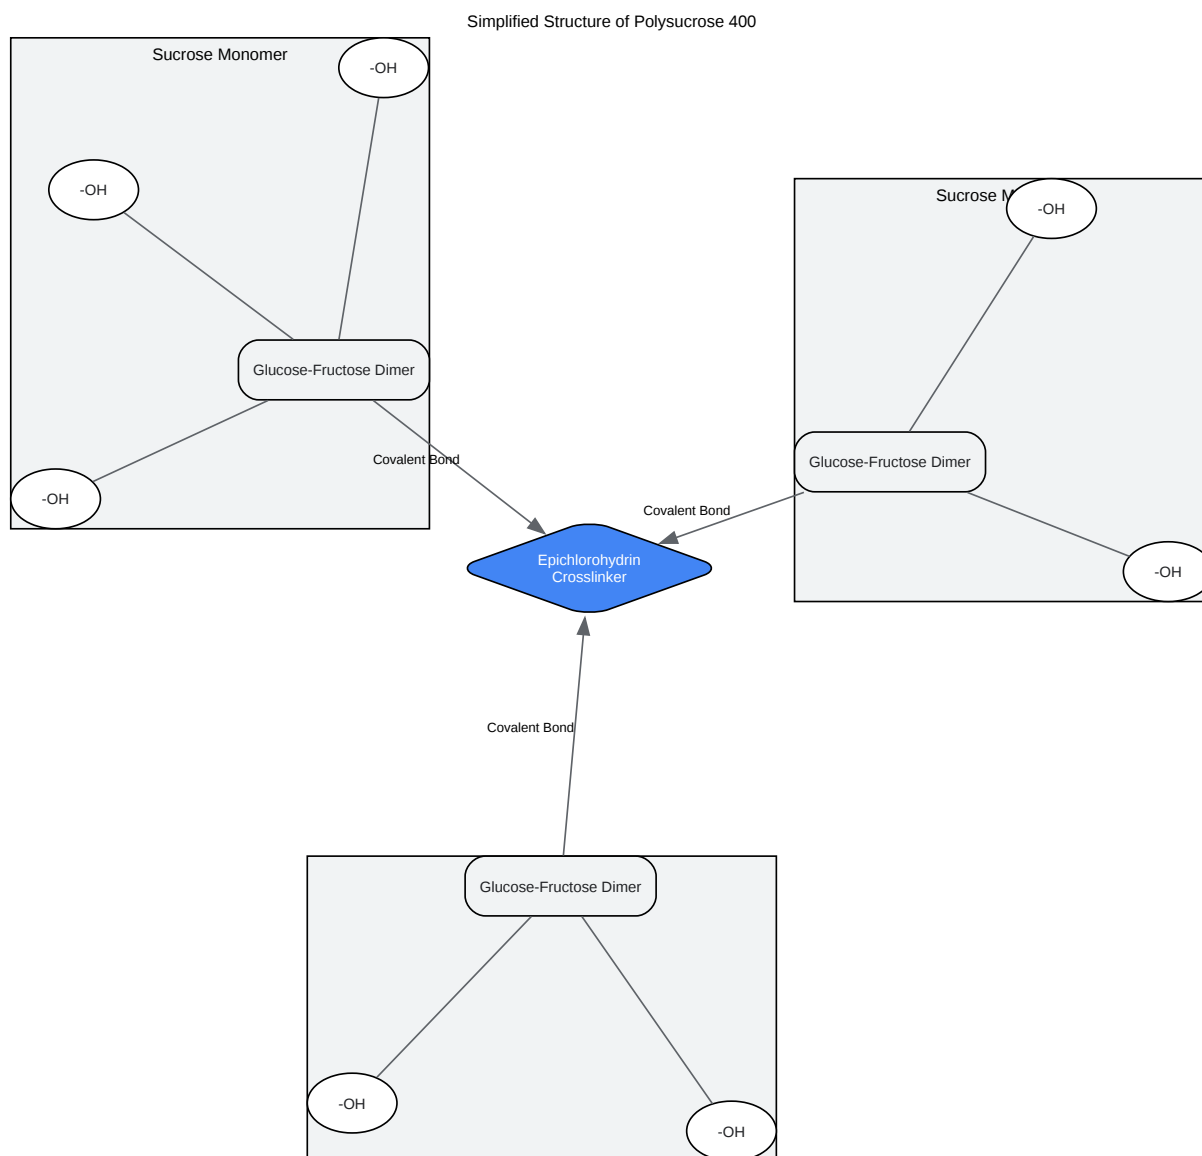 Simplified Structure of Polysucrose 400
Sucrose Monomer
-OH
-OH
Glucose-Fructose Dimer
-OH
Covalent Bond
Sucrose
-OH
Glucose-Fructose Dimer
-OH
Covalent Bond
Epichlorohydrin
Crosslinker
Covalent Bond
Glucose-Fructose Dimer
-OH
-OH